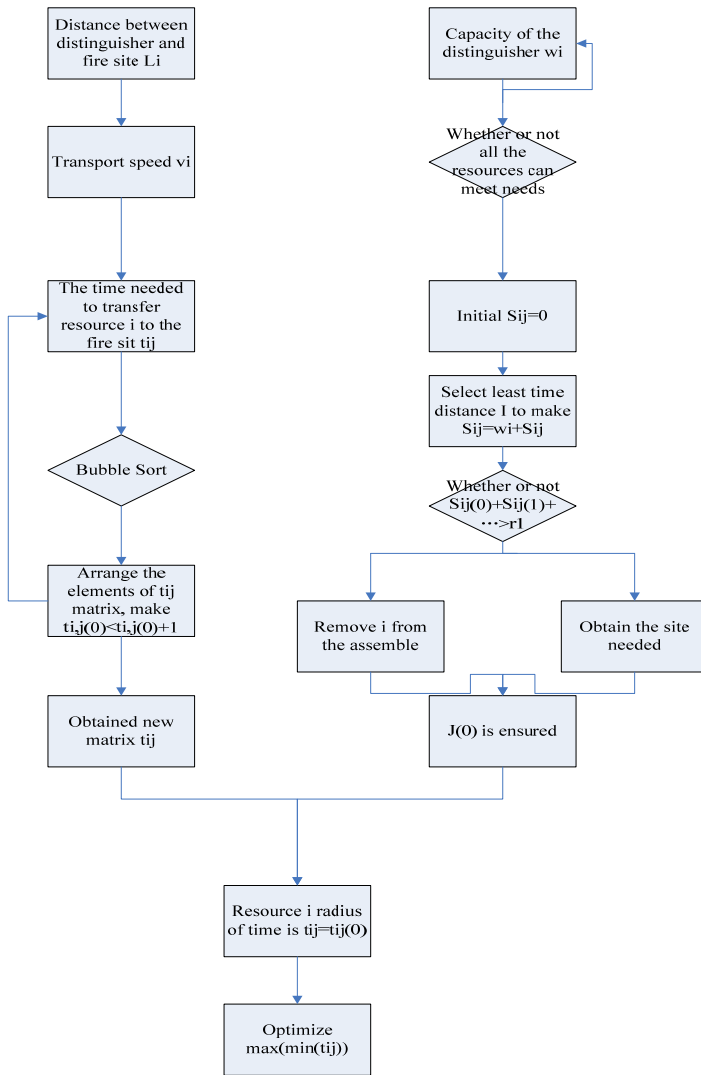 Distance between
distinguisher and
fire site Li
Transport speed vi
The time needed
to transfer
resource i to the
fire sit tij
Bubble Sort
Arrange the
elements of tij
matrix, make
ti,j(0)<ti,j(0)+1
Obtained new
matrix tij
Capacity of the
distinguisher wi
Whether or not
all the
resources can
meet needs
Initial Sij=0
Select least time
distance I to make
Sij=wi+Sij
Whether or not
Sij(0)+Sij(1)+
…>r1
Remove i from
the assemble
Obtain the site
needed
J(0) is ensured
Resource i radius
of time is tij=tij(0)
Optimize
max(min(tij))